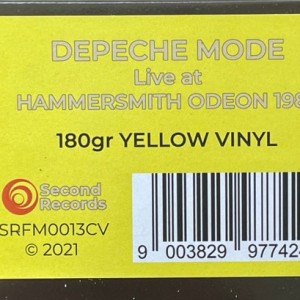 DEPECHE MODE
Live at
HAMMERSMITH ODEON 198
180gr YELLOW VINYL
Second
Records
SRFM0013CV
© 2021
9 003829 97742